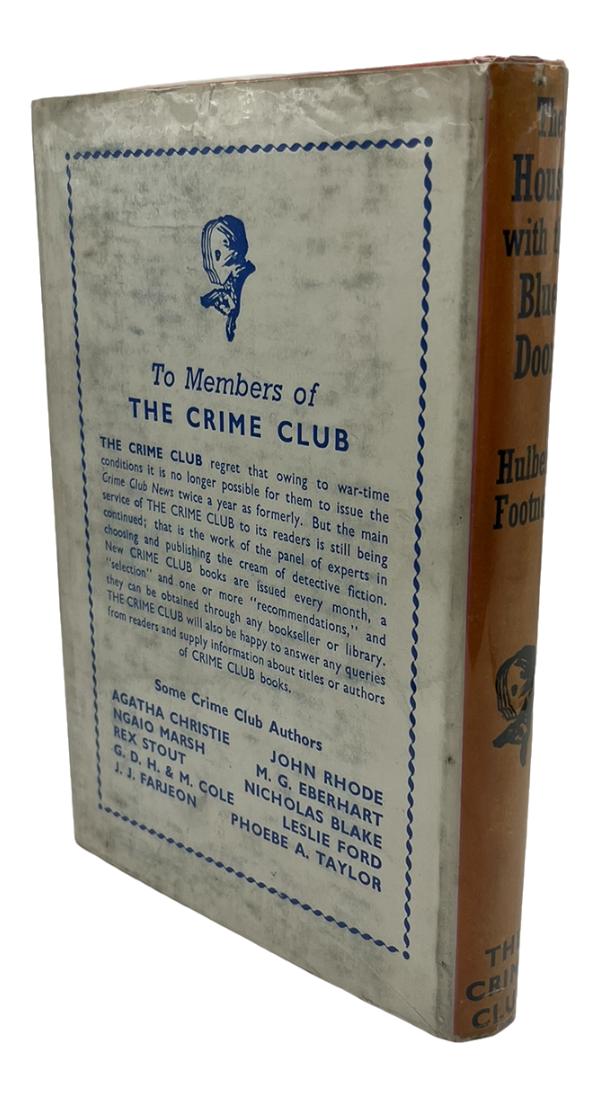 To Members of
THE CRIME CLUB
THE CRIME CLUB regret that owing to war-time
conditions it is no longer possible for them to issue the
Crime Club News twice a year as formerly. But the main
service of THE CRIME CLUB to its readers is still being
continued; that is the work of the panel of experts in
choosing and publishing the cream of detective fiction.
New CRIME CLUB books are issued every month, a
"selection" and one or more "recommendations," and
they can be obtained through any bookseller or library.
THE CRIME CLUB will also be happy to answer any queries
from readers and supply information about titles or authors
of CRIME CLUB books.
Some Crime Club Authors
AGATHA CHRISTIE
NGAIO MARSH
REX STOUT
G. D. H. & M. COLE
J. J. FARJEON
JOHN RHODE
M. G. EBERHART
NICHOLAS BLAKE
LESLIE FORD
PHOEBE A. TAYLOR
The
Hous
with t
Blue
Door
Hulbe
Footn
TH
CRIM
CLU